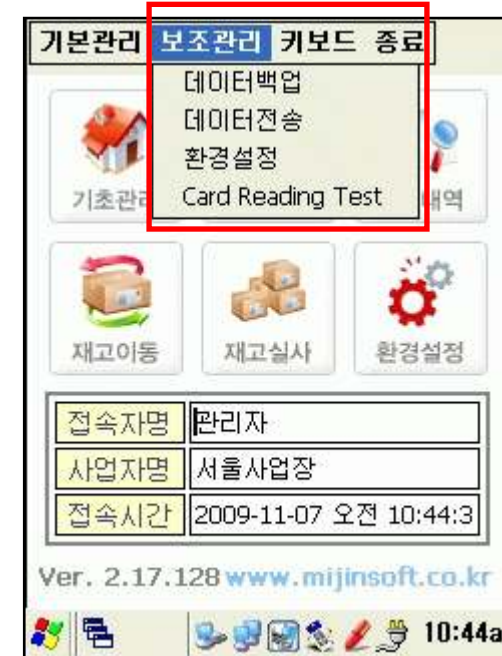 기본관리 보조관리 키보드 종료
데이터백업
데이터전송
환경설정
Card Reading Test
기초관
내역
재고이동 재고실사 환경설정
접속자명 관리자
사업자명 서울사업장
접속시간 2009-11-07 오전 10:44:3
Ver. 2.17.128 www.mijinsoft.co.kr
10:44a